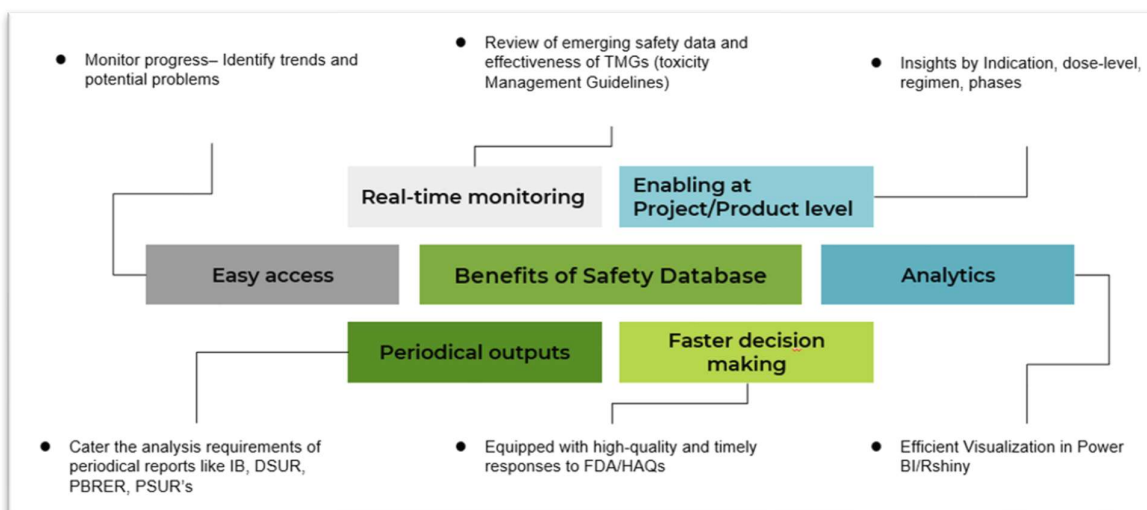 ● Monitor progress– Identify trends and
potential problems
● Review of emerging safety data and
effectiveness of TMGs (toxicity
Management Guidelines)
● Insights by Indication, dose-level,
regimen, phases
Real-time monitoring
Enabling at
Project/Product level
Easy access
Benefits of Safety Database
Analytics
Periodical outputs
Faster decision
making
● Cater the analysis requirements of
periodical reports like IB, DSUR,
PBRER, PSUR's
● Equipped with high-quality and timely
responses to FDA/HAQs
● Efficient Visualization in Power
BI/Rshiny